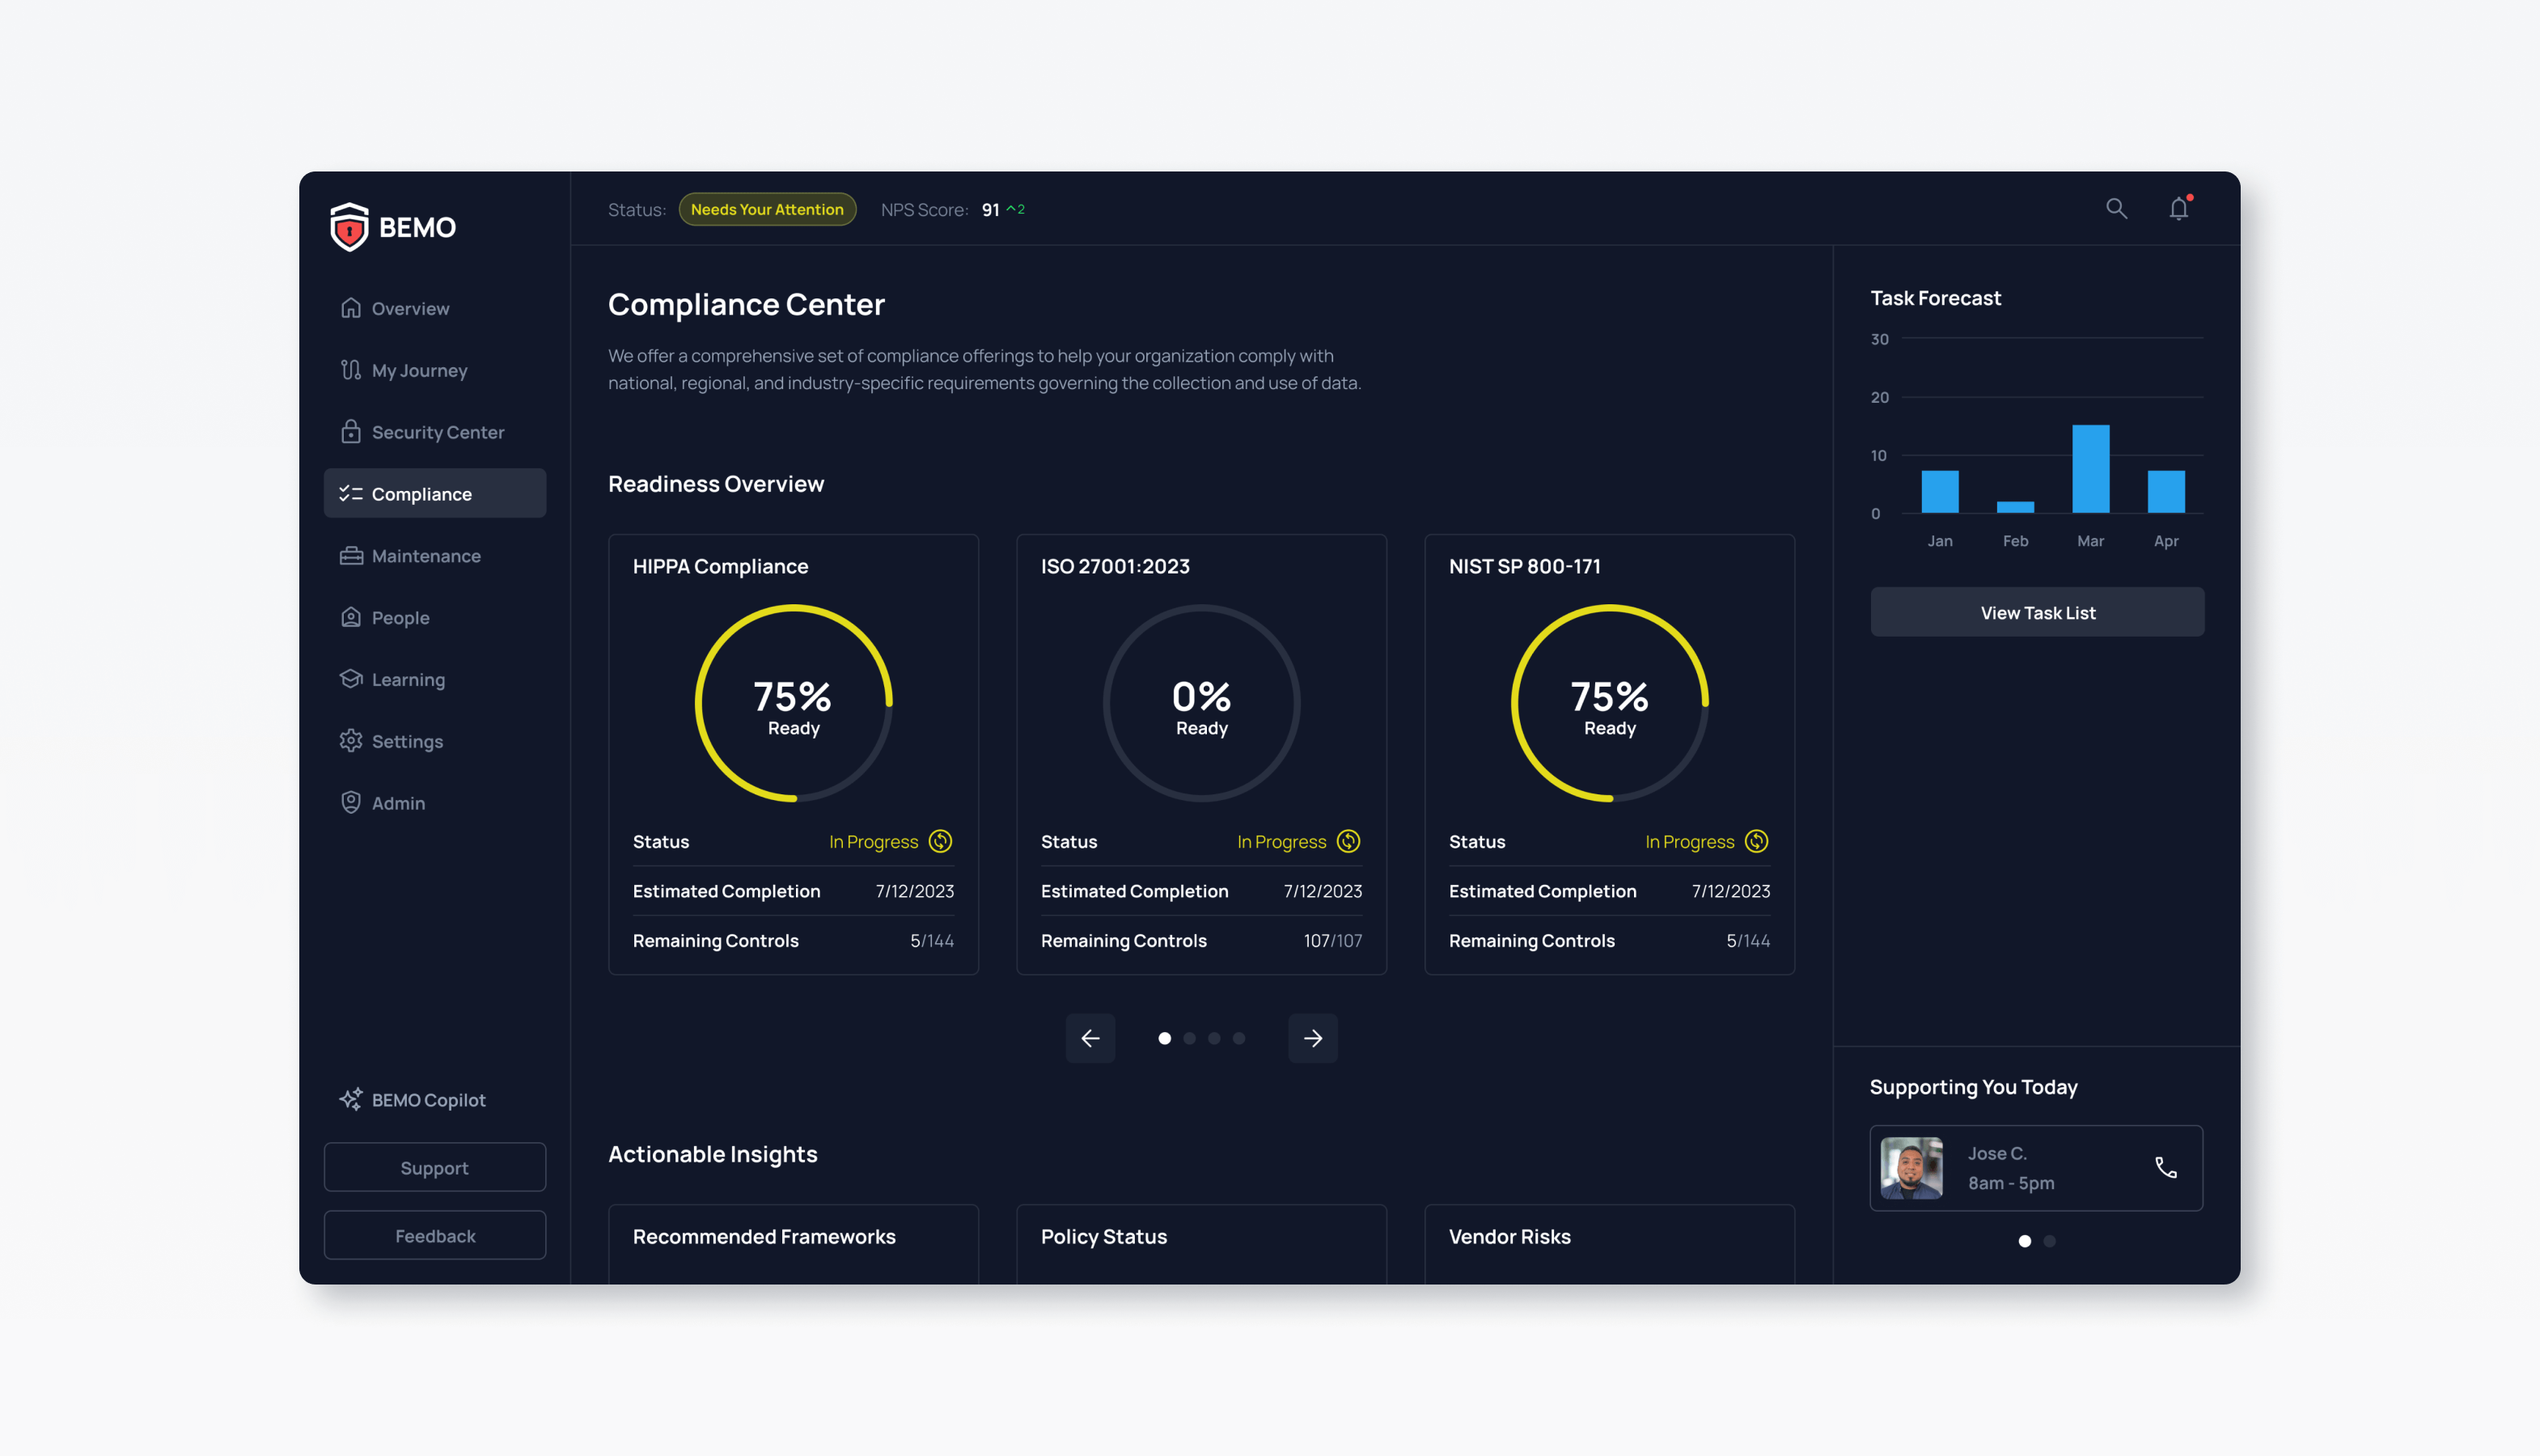 BEMO
Overview
My Journey
Security Center
Compliance
Maintenance
People
Learning
Settings
Admin
BEMO Copilot
Support
Feedback
Status: Needs Your Attention NPS Score: 91 ^2
Compliance Center
We offer a comprehensive set of compliance offerings to help your organization comply with
national, regional, and industry-specific requirements governing the collection and use of data.
Readiness Overview
HIPPA Compliance
75%
Ready
Status In Progress
Estimated Completion 7/12/2023
Remaining Controls 5/144
ISO 27001:2023
0%
Ready
Status In Progress
Estimated Completion 7/12/2023
Remaining Controls 107/107
NIST SP 800-171
75%
Ready
Status In Progress
Estimated Completion 7/12/2023
Remaining Controls 5/144
Actionable Insights
Recommended Frameworks
Policy Status
Vendor Risks
Task Forecast
30
20
10
0
Jan Feb Mar Apr
View Task List
Supporting You Today
Jose C.
8am - 5pm